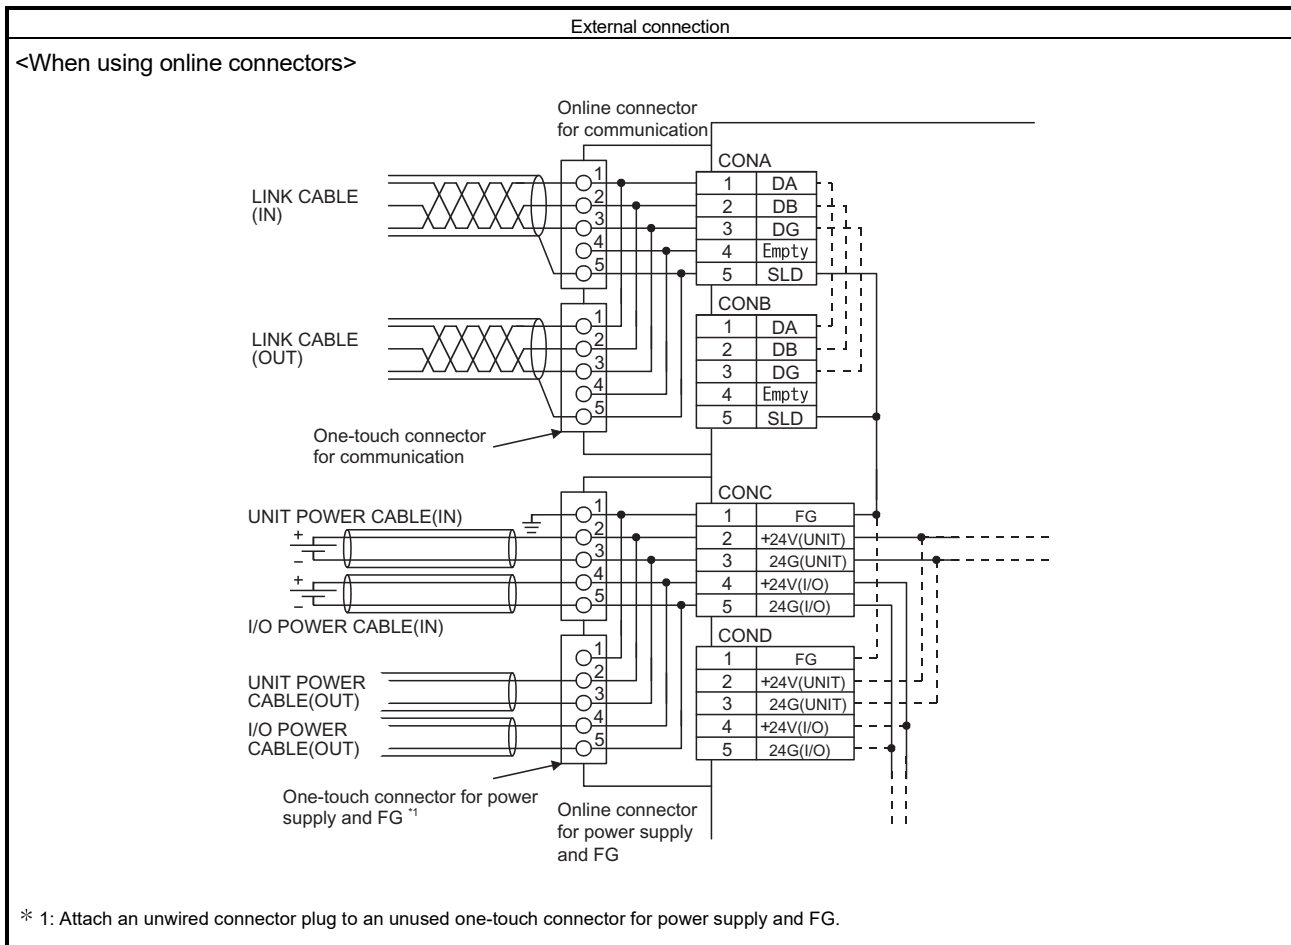 External connection
<When using online connectors>
Online connector
for communication
LINK CABLE
(IN)
1
2
3
4
5
CONA
1 DA
2 DB
3 DG
4 Empty
5 SLD
LINK CABLE
(OUT)
1
2
3
4
5
CONB
1 DA
2 DB
3 DG
4 Empty
5 SLD
One-touch connector
for communication
UNIT POWER CABLE(IN)
+
−
+
−
I/O POWER CABLE(IN)
1
2
3
4
5
CONC
1 FG
2 +24V(UNIT)
3 24G(UNIT)
4 +24V(I/O)
5 24G(I/O)
UNIT POWER
CABLE(OUT)
I/O POWER
CABLE(OUT)
1
2
3
4
5
COND
1 FG
2 +24V(UNIT)
3 24G(UNIT)
4 +24V(I/O)
5 24G(I/O)
One-touch connector for power
supply and FG *1
Online connector
for power supply
and FG
* 1: Attach an unwired connector plug to an unused one-touch connector for power supply and FG.